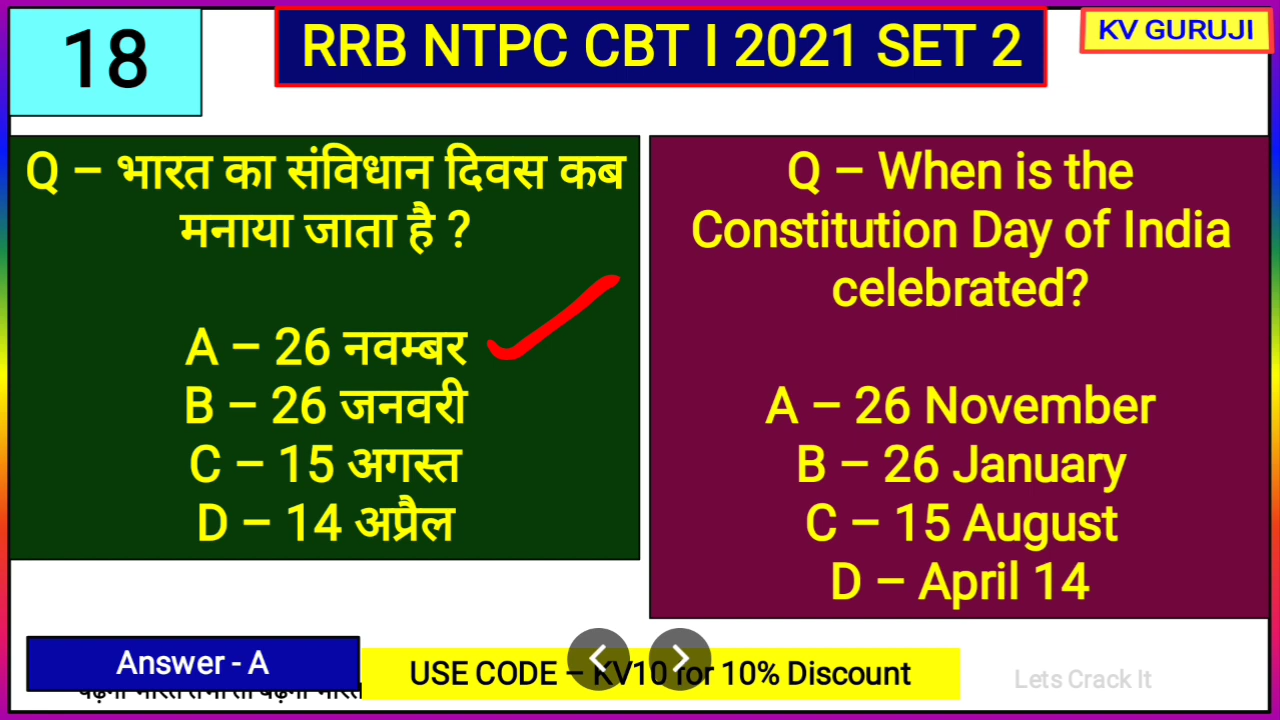 18
RRB NTPC CBT I 2021 SET 2
KV GURUJI
Q – भारत का संविधान दिवस कब
मनाया जाता है ?
A – 26 नवम्बर
B – 26 जनवरी
C – 15 अगस्त
D – 14 अप्रैल
Q – When is the
Constitution Day of India
celebrated?
A – 26 November
B – 26 January
C – 15 August
D – April 14
Answer - A
USE CODE – KV10 for 10% Discount
Lets Crack It